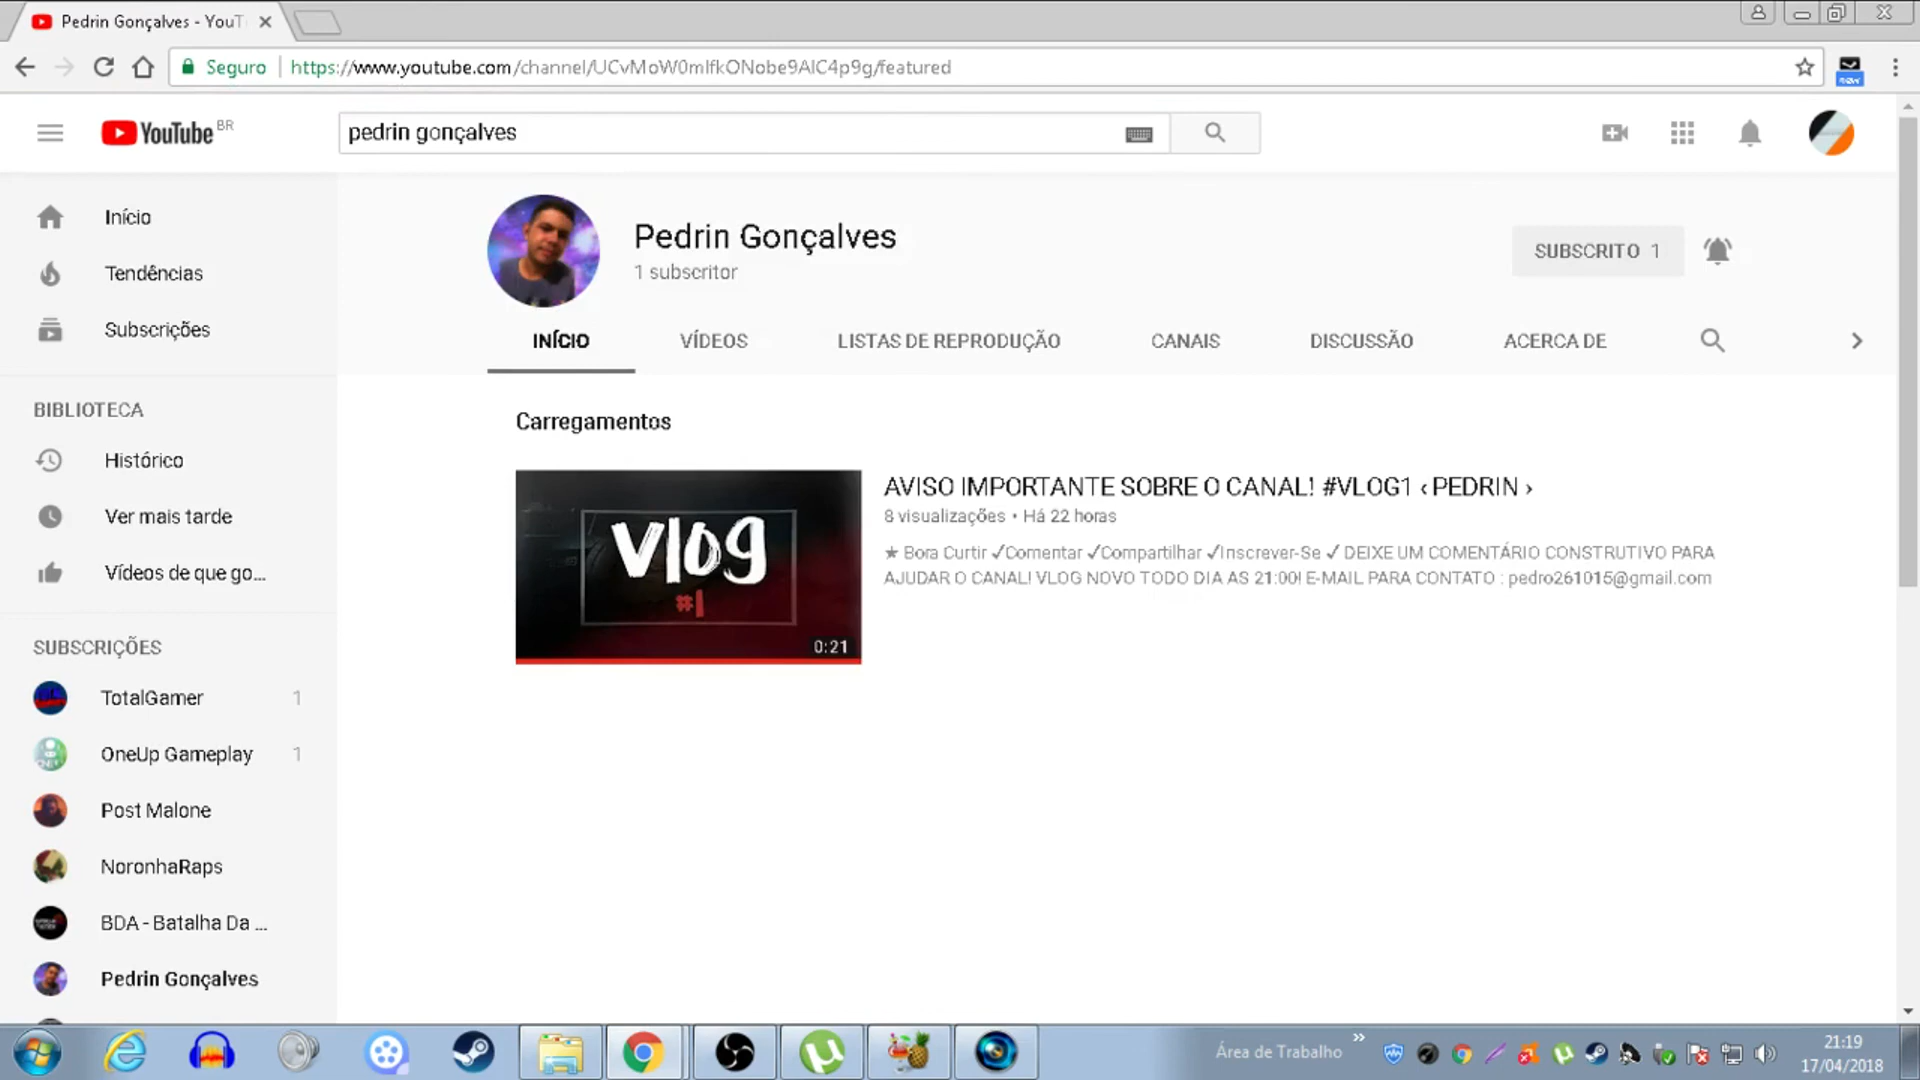 Pedrin Gonçalves - YouT
Seguro
https://www.youtube.com/channel/UCvMoW0mlfkONobe9AIC4p9g/featured
new
YouTube BR
pedrin gonçalves
Início
Tendências
Subscrições
BIBLIOTECA
Histórico
Ver mais tarde
Vídeos de que go...
SUBSCRIÇÕES
TotalGamer 1
OneUp Gameplay 1
Post Malone
NoronhaRaps
BDA - Batalha Da ...
Pedrin Gonçalves
Pedrin Gonçalves
1 subscritor
SUBSCRITO 1
INÍCIO
VÍDEOS
LISTAS DE REPRODUÇÃO
CANAIS
DISCUSSÃO
ACERCA DE
Carregamentos
vlog
#1
0:21
AVISO IMPORTANTE SOBRE O CANAL! #VLOG1 ‹ PEDRIN ›
8 visualizações • Há 22 horas
★ Bora Curtir ✓Comentar ✓Compartilhar ✓Inscrever-Se ✓ DEIXE UM COMENTÁRIO CONSTRUTIVO PARA
AJUDAR O CANAL! VLOG NOVO TODO DIA AS 21:00! E-MAIL PARA CONTATO : pedro261015@gmail.com
Área de Trabalho
21:19
17/04/2018